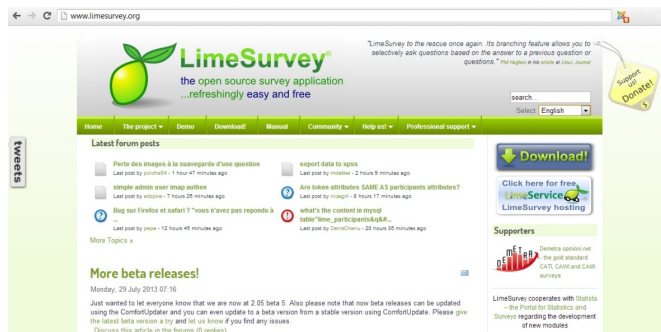 www.limesurvey.org
"LimeSurvey to the rescue once again. Its branching feature allows you to
selectively ask questions based on the answer to a previous question or
questions." Phil Hughes in his article at Linux Journal
LimeSurvey®
the open source survey application
...refreshingly easy and free
Support
us!
Donate!
search...
Select: English
Home The project Demo Download! Manual Community Help us! Professional support
tweets
Latest forum posts
Perte des images à la suavegarde d'une question
Last post by porche54 - 1 hour 47 minutes ago
export data to spss
Last post by mdekker - 2 hours 9 minutes ago
simple admin user imap authee
Last post by - 7 hours 26 minutes ago
Are token attributes SAME AS participants attributes?
Last post by - 8 hours 17 minutes ago
Bug sur Firefox et safari ? "vous n'avez pas repondu à
...
Last post by pepe - 12 hours 45 minutes ago
what's the content in mysql
table"lime_participants&q&#...
Last post by DenisChenu - 20 hours 35 minutes ago
More Topics »
Download!
Click here for free
LimeService
LimeSurvey hosting
Supporters
DEMETRA
Demetra opinioni.net
- the gold standard
CATI, CAWI and CAMI
surveys
LimeSurvey cooperates with Statista
– the Portal for Statistics and
Surveys regarding the development
of new modules
More beta releases!
Monday, 29 July 2013 07:16
Just wanted to let everyone know that we are now at 2.05 beta 5. Also please note that now beta releases can be updated
using the ComfortUpdater and you can even update to a beta version from a stable version using ComfortUpdate. Please give
the latest beta version a try and let us know if you find any issues.
Discuss this article in the forums (0 replies)